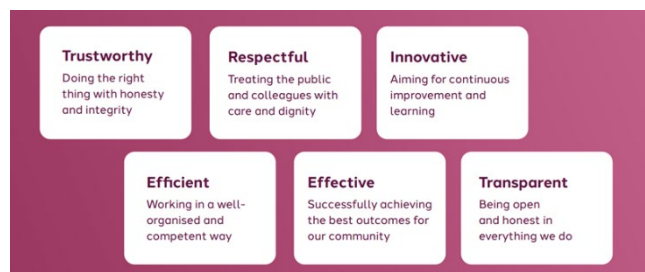 Trustworthy
Doing the right
thing with honesty
and integrity
Respectful
Treating the public
and colleagues with
care and dignity
Innovative
Aiming for continuous
improvement and
learning
Efficient
Working in a well-
organised and
competent way
Effective
Successfully achieving
the best outcomes for
our community
Transparent
Being open
and honest in
everything we do